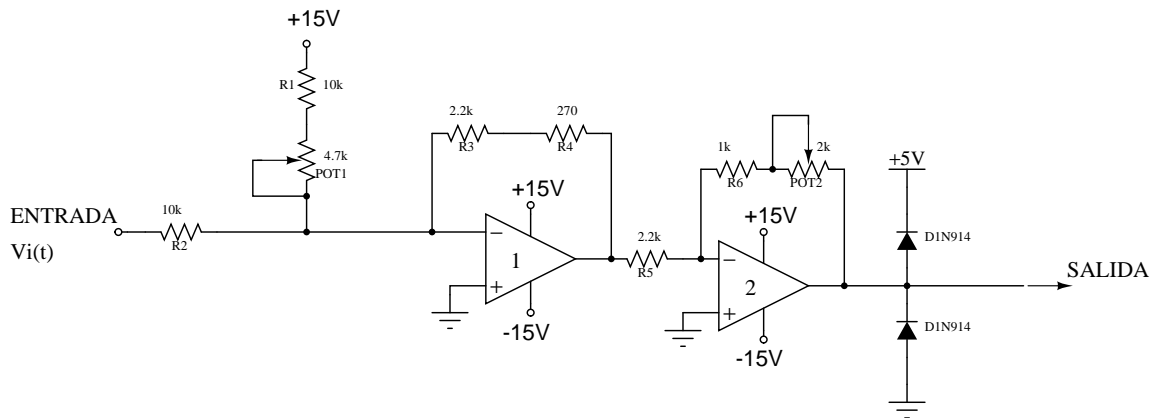 +15V
R1
10k
4.7k
POT1
ENTRADA
Vi(t)
10k
R2
2.2k
R3
270
R4
+15V
−
1
+
-15V
2.2k
R5
1k
R6
2k
POT2
+15V
−
2
+
-15V
+5V
D1N914
SALIDA
D1N914